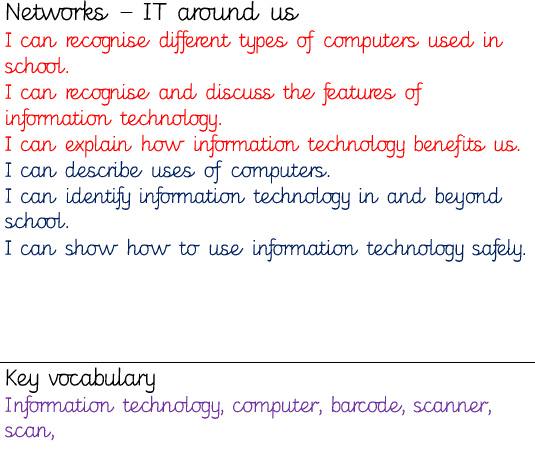 Networks – IT around us
I can recognise different types of computers used in
school.
I can recognise and discuss the features of
information technology.
I can explain how information technology benefits us.
I can describe uses of computers.
I can identify information technology in and beyond
school.
I can show how to use information technology safely.
Key vocabulary
Information technology, computer, barcode, scanner,
scan,